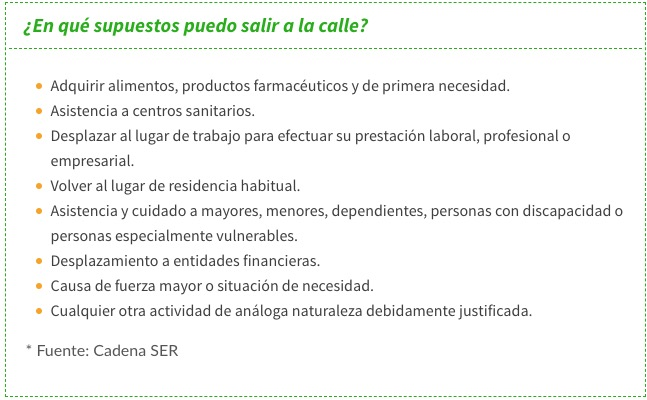 ¿En qué supuestos puedo salir a la calle?
Adquirir alimentos, productos farmacéuticos y de primera necesidad.
Asistencia a centros sanitarios.
Desplazar al lugar de trabajo para efectuar su prestación laboral, profesional o
empresarial.
Volver al lugar de residencia habitual.
Asistencia y cuidado a mayores, menores, dependientes, personas con discapacidad o
personas especialmente vulnerables.
Desplazamiento a entidades financieras.
Causa de fuerza mayor o situación de necesidad.
Cualquier otra actividad de análoga naturaleza debidamente justificada.
* Fuente: Cadena SER